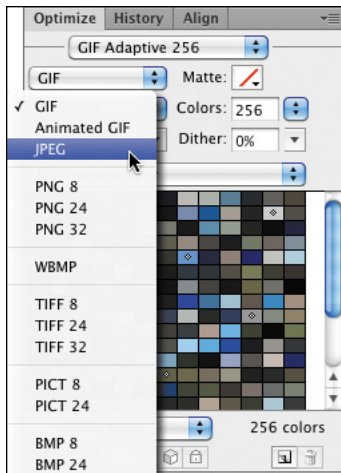 Optimize History Align
GIF Adaptive 256
GIF Matte:
✓ GIF Colors: 256
Animated GIF
JPEG Dither: 0%
PNG 8
PNG 24
PNG 32
WBMP
TIFF 8
TIFF 24
TIFF 32
PICT 8
PICT 24
256 colors
BMP 8
BMP 24